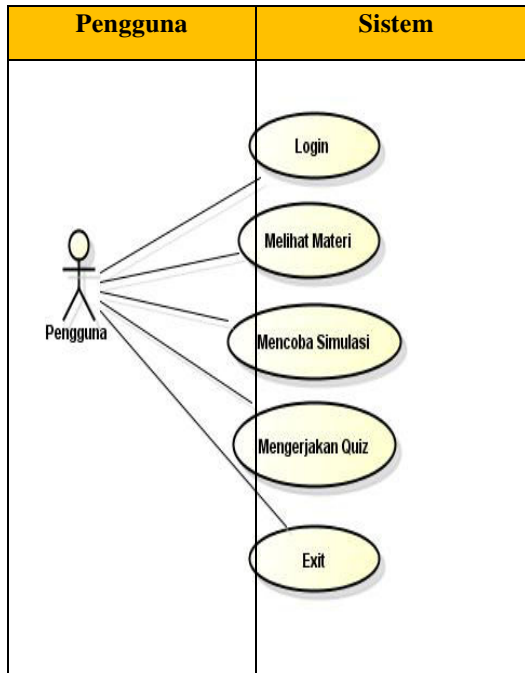 Pengguna
Sistem
Login
Melihat Materi
Pengguna
Mencoba Simulasi
Mengerjakan Quiz
Exit